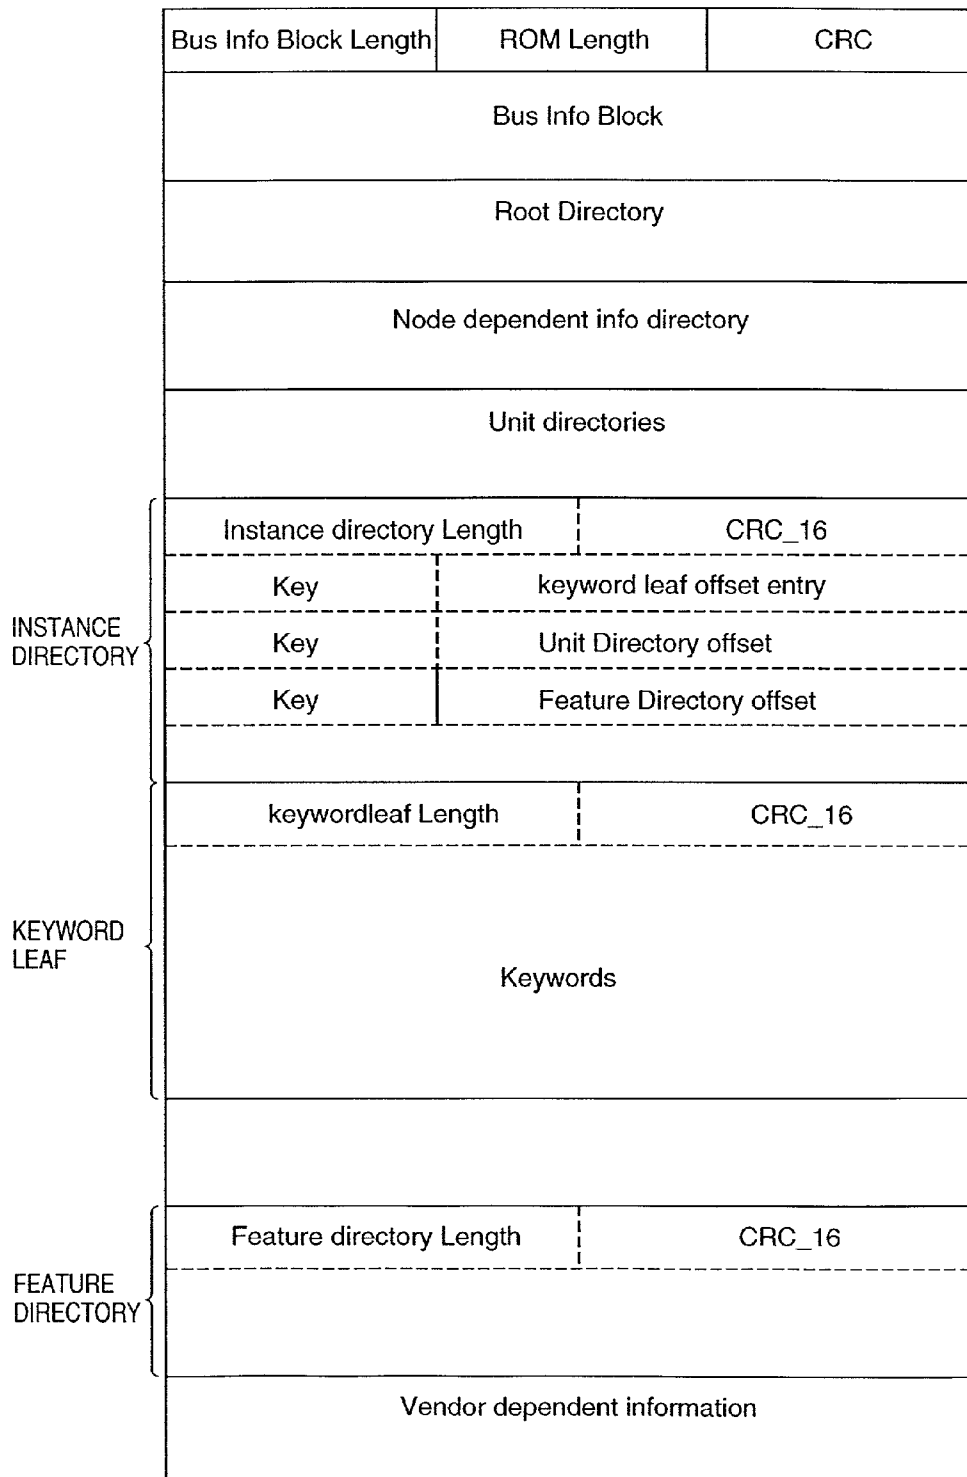 Bus Info Block Length ROM Length CRC
Bus Info Block
Root Directory
Node dependent info directory
Unit directories
Instance directory Length CRC_16
Key keyword leaf offset entry
INSTANCE
DIRECTORY
Key Unit Directory offset
Key Feature Directory offset
keywordleaf Length CRC_16
KEYWORD
LEAF
Keywords
Feature directory Length CRC_16
FEATURE
DIRECTORY
Vendor dependent information